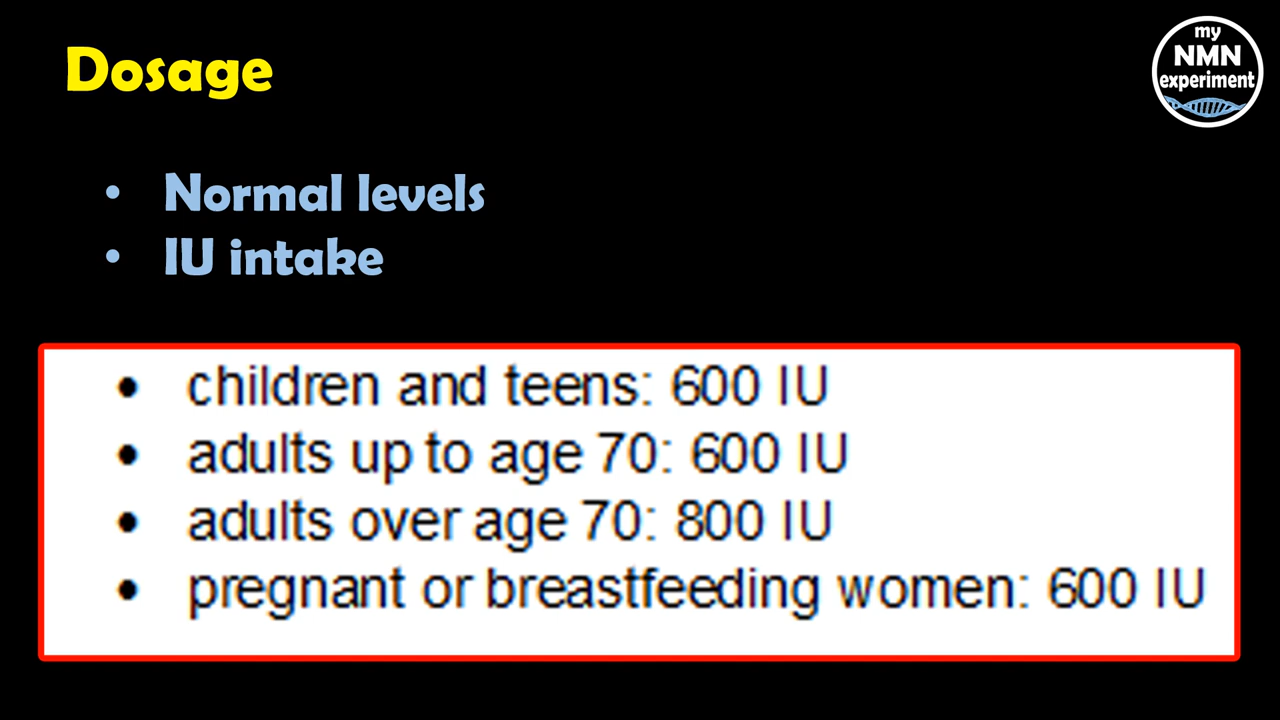 Dosage
my
NMN
experiment
• Normal levels
• IU intake
• children and teens: 600 IU
• adults up to age 70: 600 IU
• adults over age 70: 800 IU
• pregnant or breastfeeding women: 600 IU